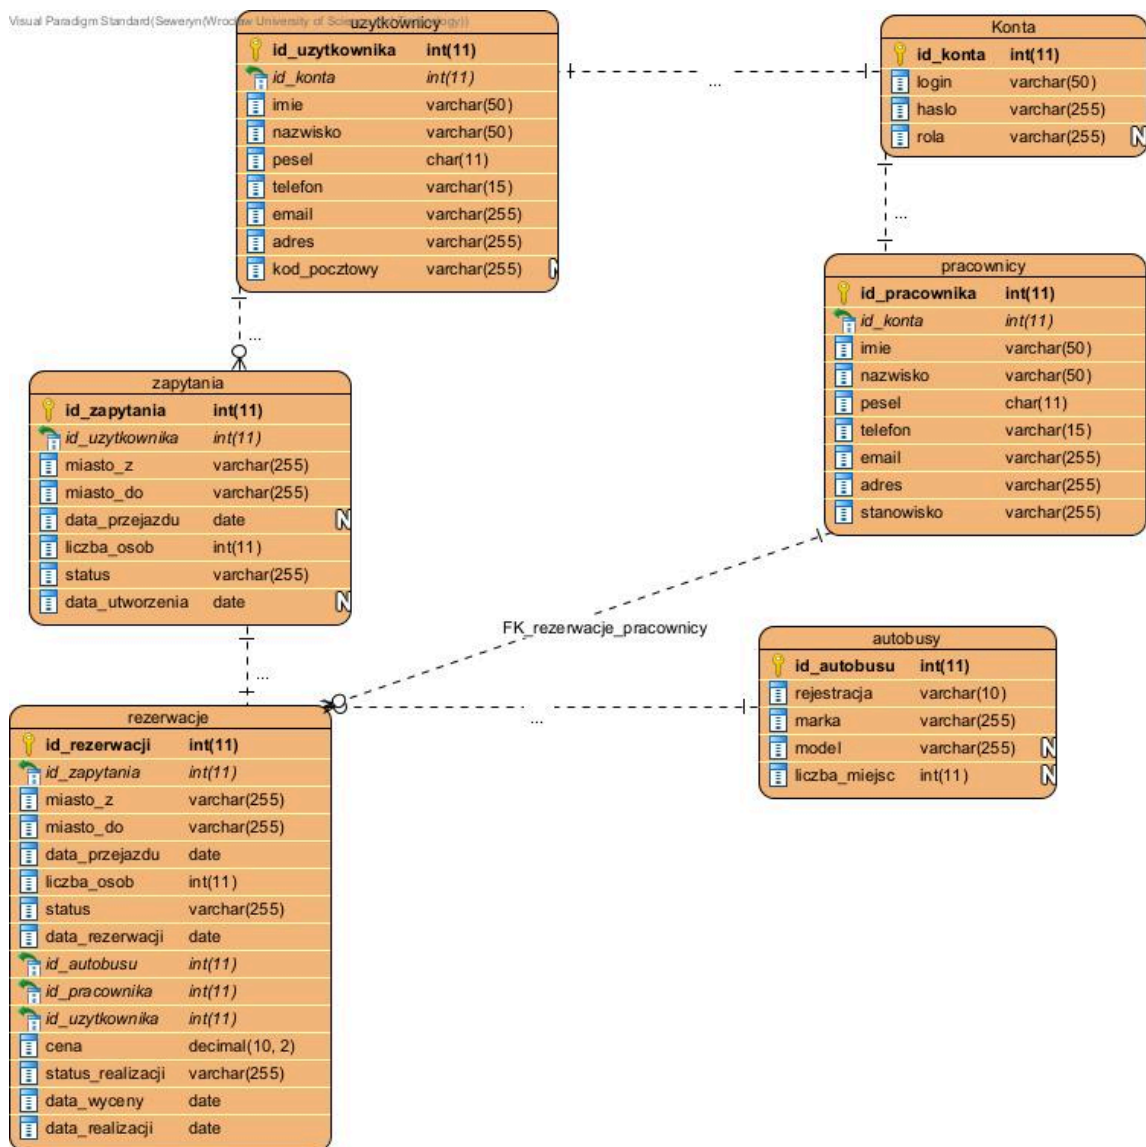 Visual Paradigm Standard(Seweryn(Wrocław University of Science and Technology))
uzytkownicy
id_uzytkownika int(11)
id_konta int(11)
imie varchar(50)
nazwisko varchar(50)
pesel char(11)
telefon varchar(15)
email varchar(255)
adres varchar(255)
kod_pocztowy varchar(255) N
...
Konta
id_konta int(11)
login varchar(50)
haslo varchar(255)
rola varchar(255) N
...
pracownicy
id_pracownika int(11)
id_konta int(11)
imie varchar(50)
nazwisko varchar(50)
pesel char(11)
telefon varchar(15)
email varchar(255)
adres varchar(255)
stanowisko varchar(255)
...
zapytania
id_zapytania int(11)
id_uzytkownika int(11)
miasto_z varchar(255)
miasto_do varchar(255)
data_przejazdu date N
liczba_osob int(11)
status varchar(255)
data_utworzenia date N
FK_rezerwacje_pracownicy
...
...
autobusy
id_autobusu int(11)
rejestracja varchar(10)
marka varchar(255)
model varchar(255) N
liczba_miejsc int(11) N
rezerwacje
id_rezerwacji int(11)
id_zapytania int(11)
miasto_z varchar(255)
miasto_do varchar(255)
data_przejazdu date
liczba_osob int(11)
status varchar(255)
data_rezerwacji date
id_autobusu int(11)
id_pracownika int(11)
id_uzytkownika int(11)
cena decimal(10, 2)
status_realizacji varchar(255)
data_wyceny date
data_realizacji date